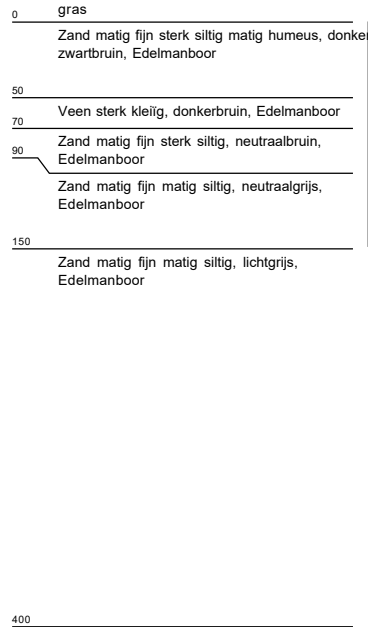 0
gras
Zand matig fijn sterk siltig matig humeus, donker
zwartbruin, Edelmanboor
50
Veen sterk kleiïg, donkerbruin, Edelmanboor
70
Zand matig fijn sterk siltig, neutraalbruin,
Edelmanboor
90
Zand matig fijn matig siltig, neutraalgrijs,
Edelmanboor
150
Zand matig fijn matig siltig, lichtgrijs,
Edelmanboor
400